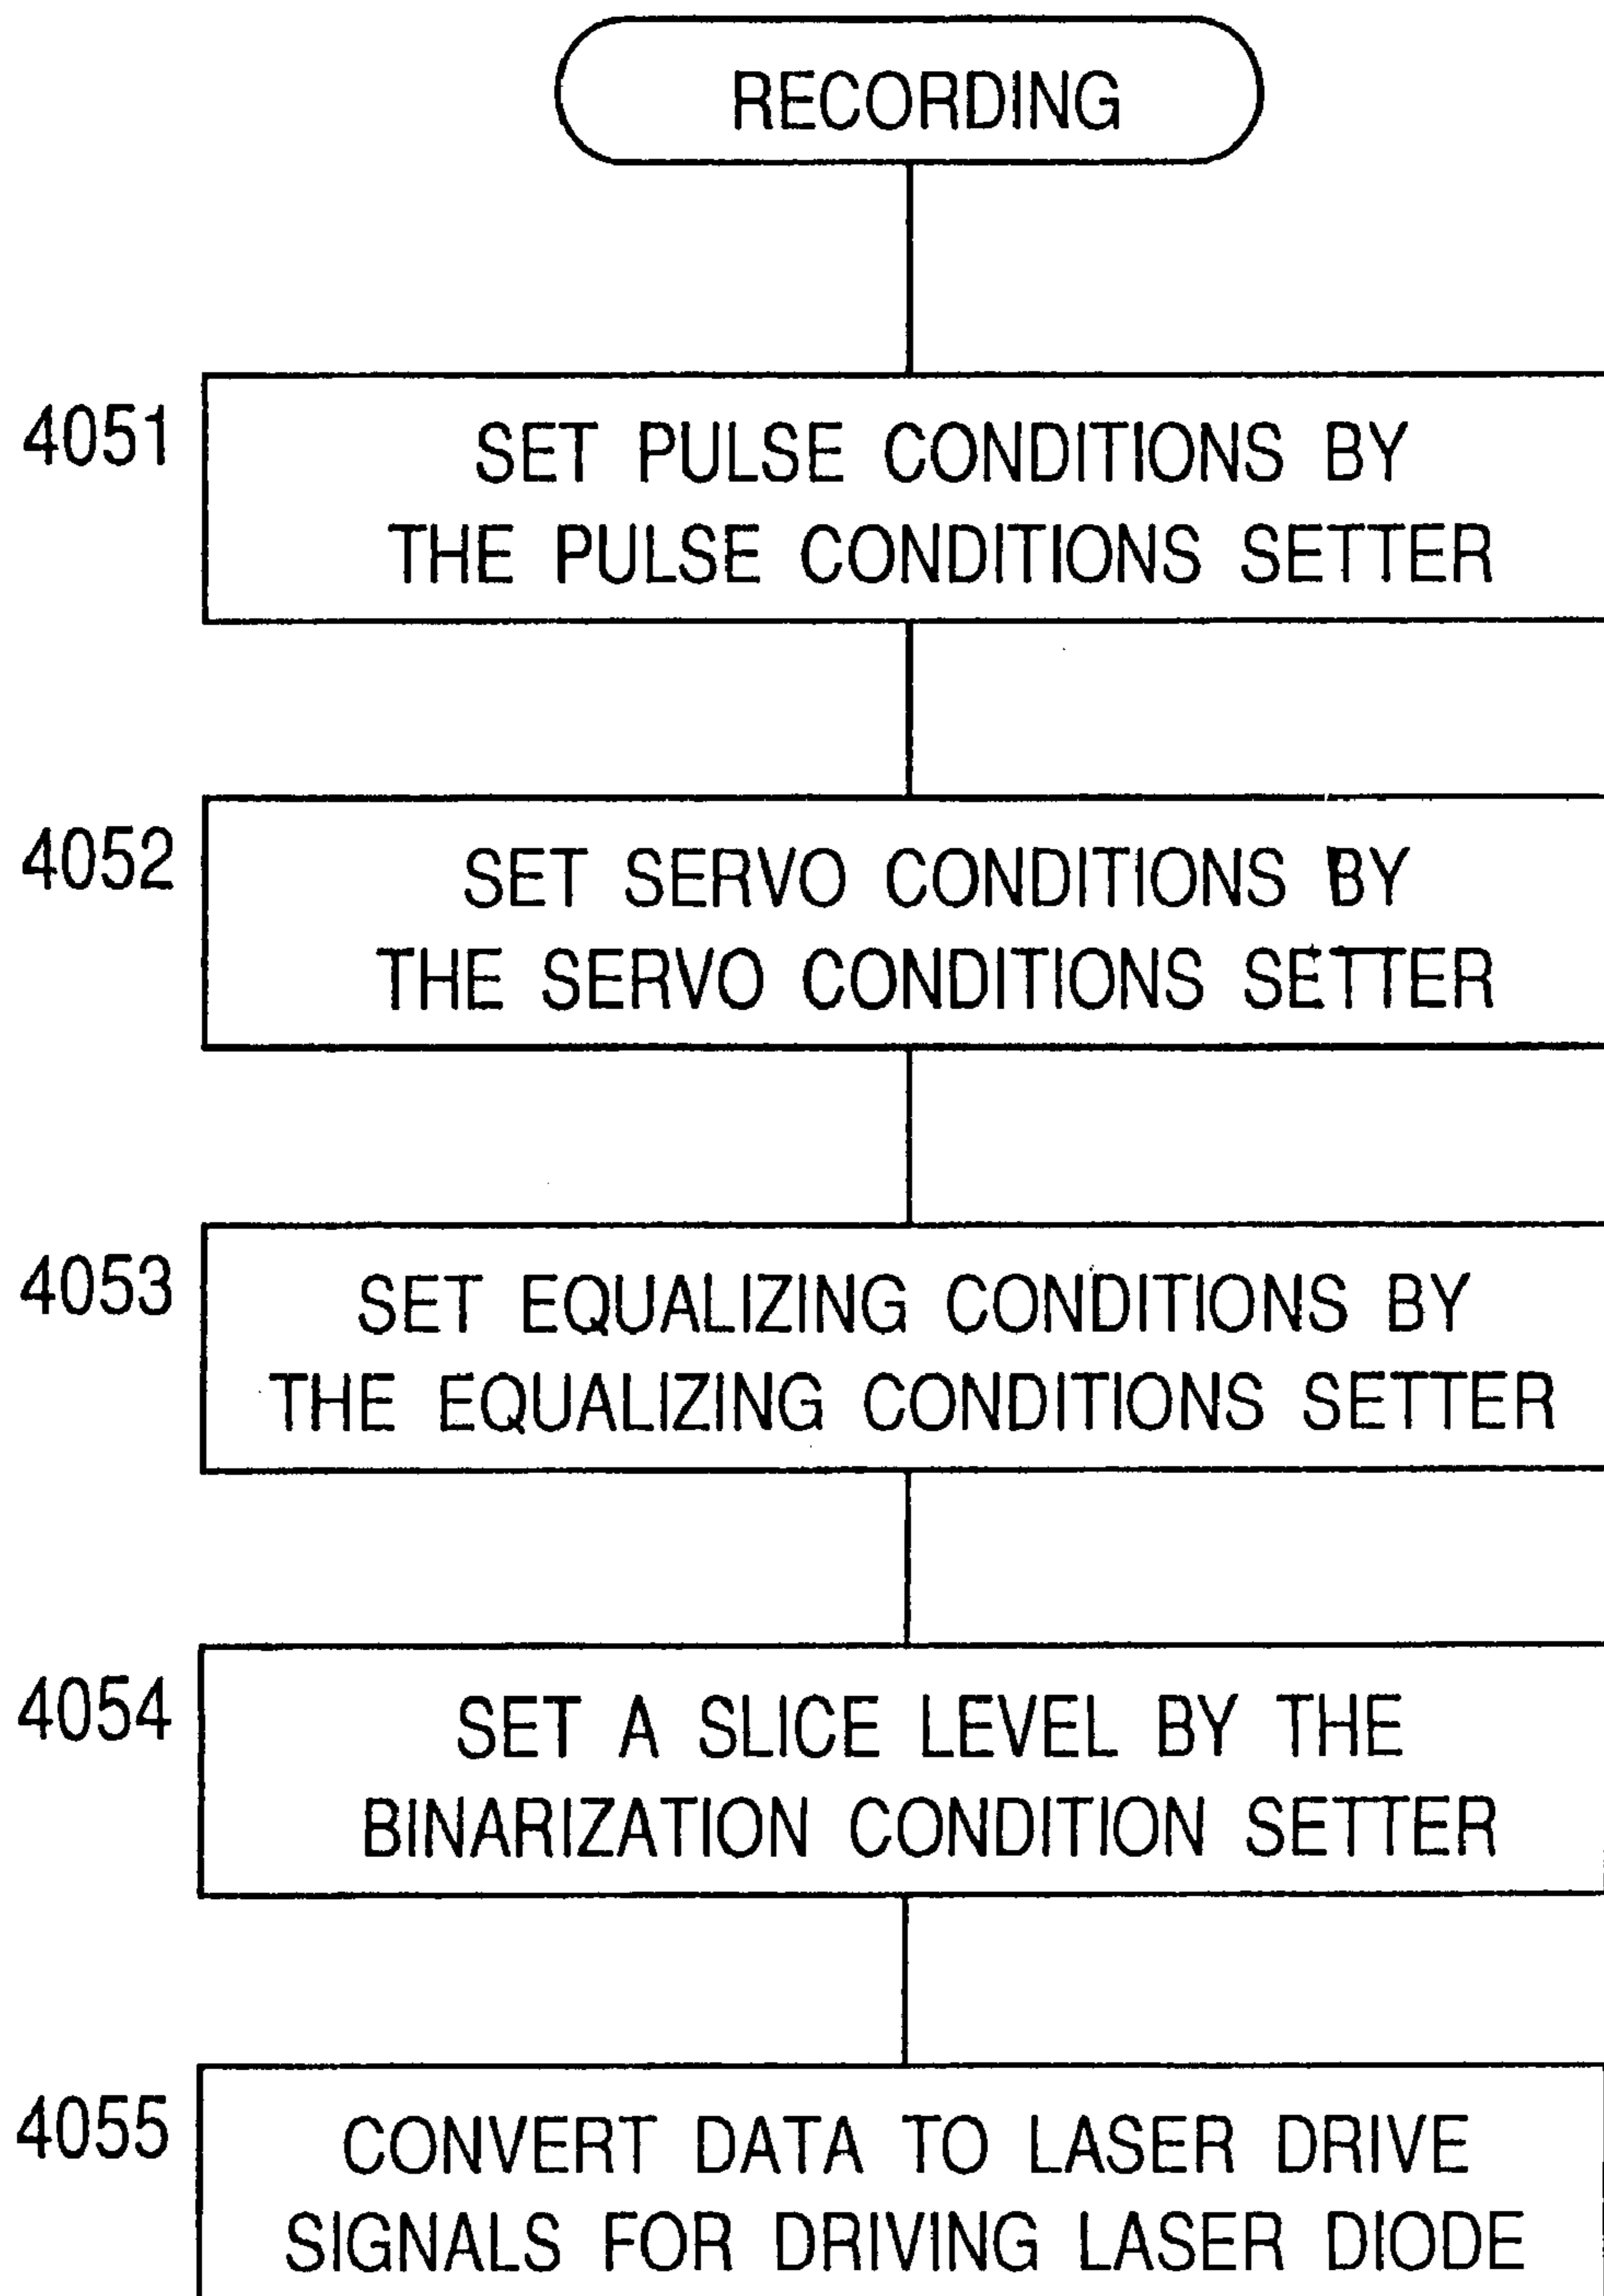 RECORDING
4051
SET PULSE CONDITIONS BY
THE PULSE CONDITIONS SETTER
4052
SET SERVO CONDITIONS BY
THE SERVO CONDITIONS SETTER
4053
SET EQUALIZING CONDITIONS BY
THE EQUALIZING CONDITIONS SETTER
4054
SET A SLICE LEVEL BY THE
BINARIZATION CONDITION SETTER
4055
CONVERT DATA TO LASER DRIVE
SIGNALS FOR DRIVING LASER DIODE